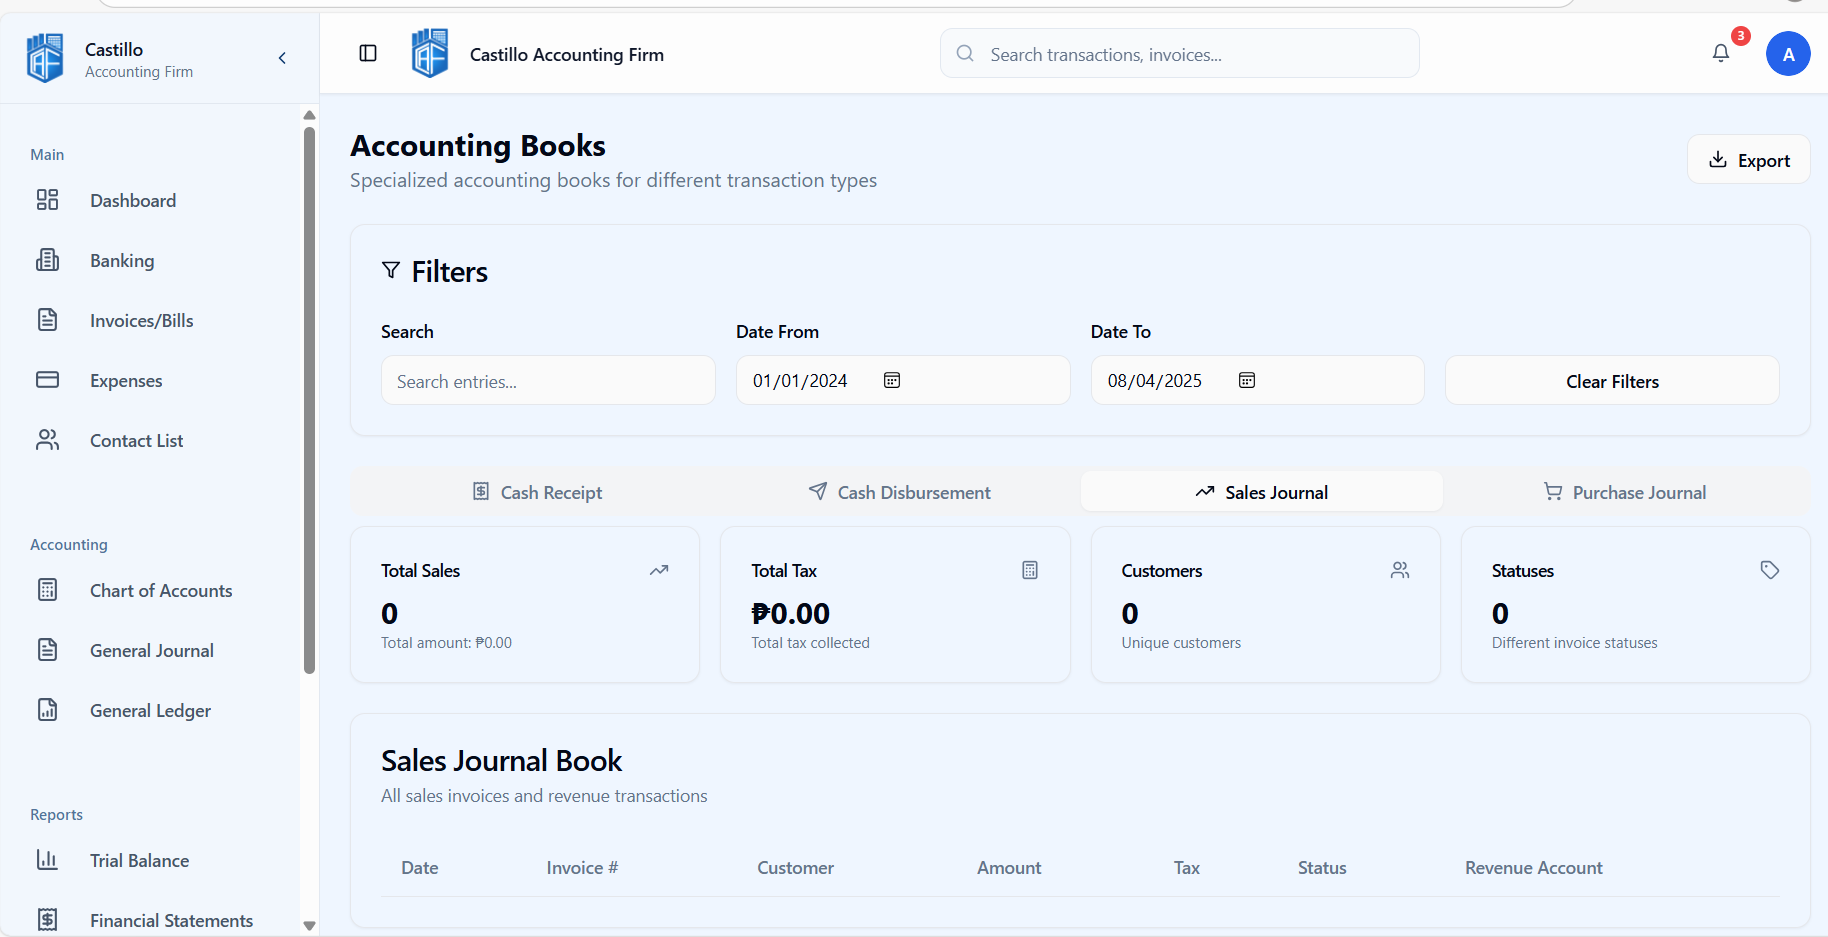 Castillo
Accounting Firm
Castillo Accounting Firm
Search transactions, invoices...
3
A
Main
Dashboard
Banking
Invoices/Bills
Expenses
Contact List
Accounting
Chart of Accounts
General Journal
General Ledger
Reports
Trial Balance
Financial Statements
Accounting Books
Specialized accounting books for different transaction types
Export
Filters
Search
Date From
Date To
Search entries...
01/01/2024
08/04/2025
Clear Filters
Cash Receipt
Cash Disbursement
Sales Journal
Purchase Journal
Total Sales
0
Total amount: ₱0.00
Total Tax
₱0.00
Total tax collected
Customers
0
Unique customers
Statuses
0
Different invoice statuses
Sales Journal Book
All sales invoices and revenue transactions
Date Invoice # Customer Amount Tax Status Revenue Account